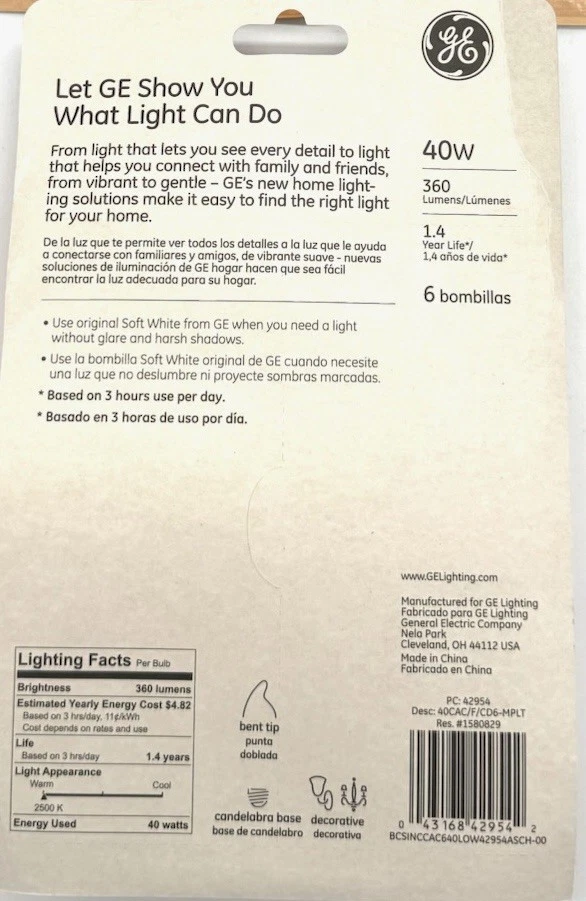 GE
Let GE Show You
What Light Can Do
From light that lets you see every detail to light
that helps you connect with family and friends,
from vibrant to gentle – GE's new home light-
ing solutions make it easy to find the right light
for your home.
De la luz que te permite ver todos los detalles a la luz que le ayuda
a conectarse con familiares y amigos, de vibrante suave - nuevas
soluciones de iluminación de GE hogar hacen que sea fácil
encontrar la luz adecuada para su hogar.
• Use original Soft White from GE when you need a light
without glare and harsh shadows.
• Use la bombilla Soft White original de GE cuando necesite
una luz que no deslumbre ni proyecte sombras marcadas.
* Based on 3 hours use per day.
* Basado en 3 horas de uso por día.
40W
360
Lumens/Lúmenes
1.4
Year Life*/
1,4 años de vida*
6 bombillas
www.GELighting.com
Manufactured for GE Lighting
Fabricado para GE Lighting
General Electric Company
Nela Park
Cleveland, OH 44112 USA
Made in China
Fabricado en China
Lighting Facts Per Bulb
Brightness 360 lumens
Estimated Yearly Energy Cost $4.82
Based on 3 hrs/day, 11¢/kWh
Cost depends on rates and use
Life
Based on 3 hrs/day 1.4 years
Light Appearance
Warm Cool
2500 K
Energy Used 40 watts
bent tip
punta
doblada
candelabra base
base de candelabro
decorative
decorativa
PC: 42954
Desc: 40CAC/F/CD6-MPLT
Res. #1580829
0 43168 42954 2
BCSINCCAC640LOW42954ASCH-00